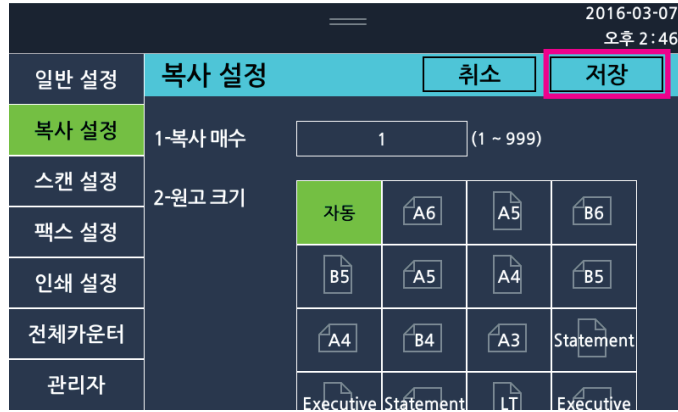 2016-03-07
오후 2:46
일반 설정
복사 설정
취소
저장
복사 설정
1-복사 매수
1
(1 ~ 999)
스캔 설정
2-원고 크기
자동
A6
A5
B6
팩스 설정
인쇄 설정
B5
A5
A4
B5
전체카운터
A4
B4
A3
Statement
관리자
Executive
Statement
LT
Executive